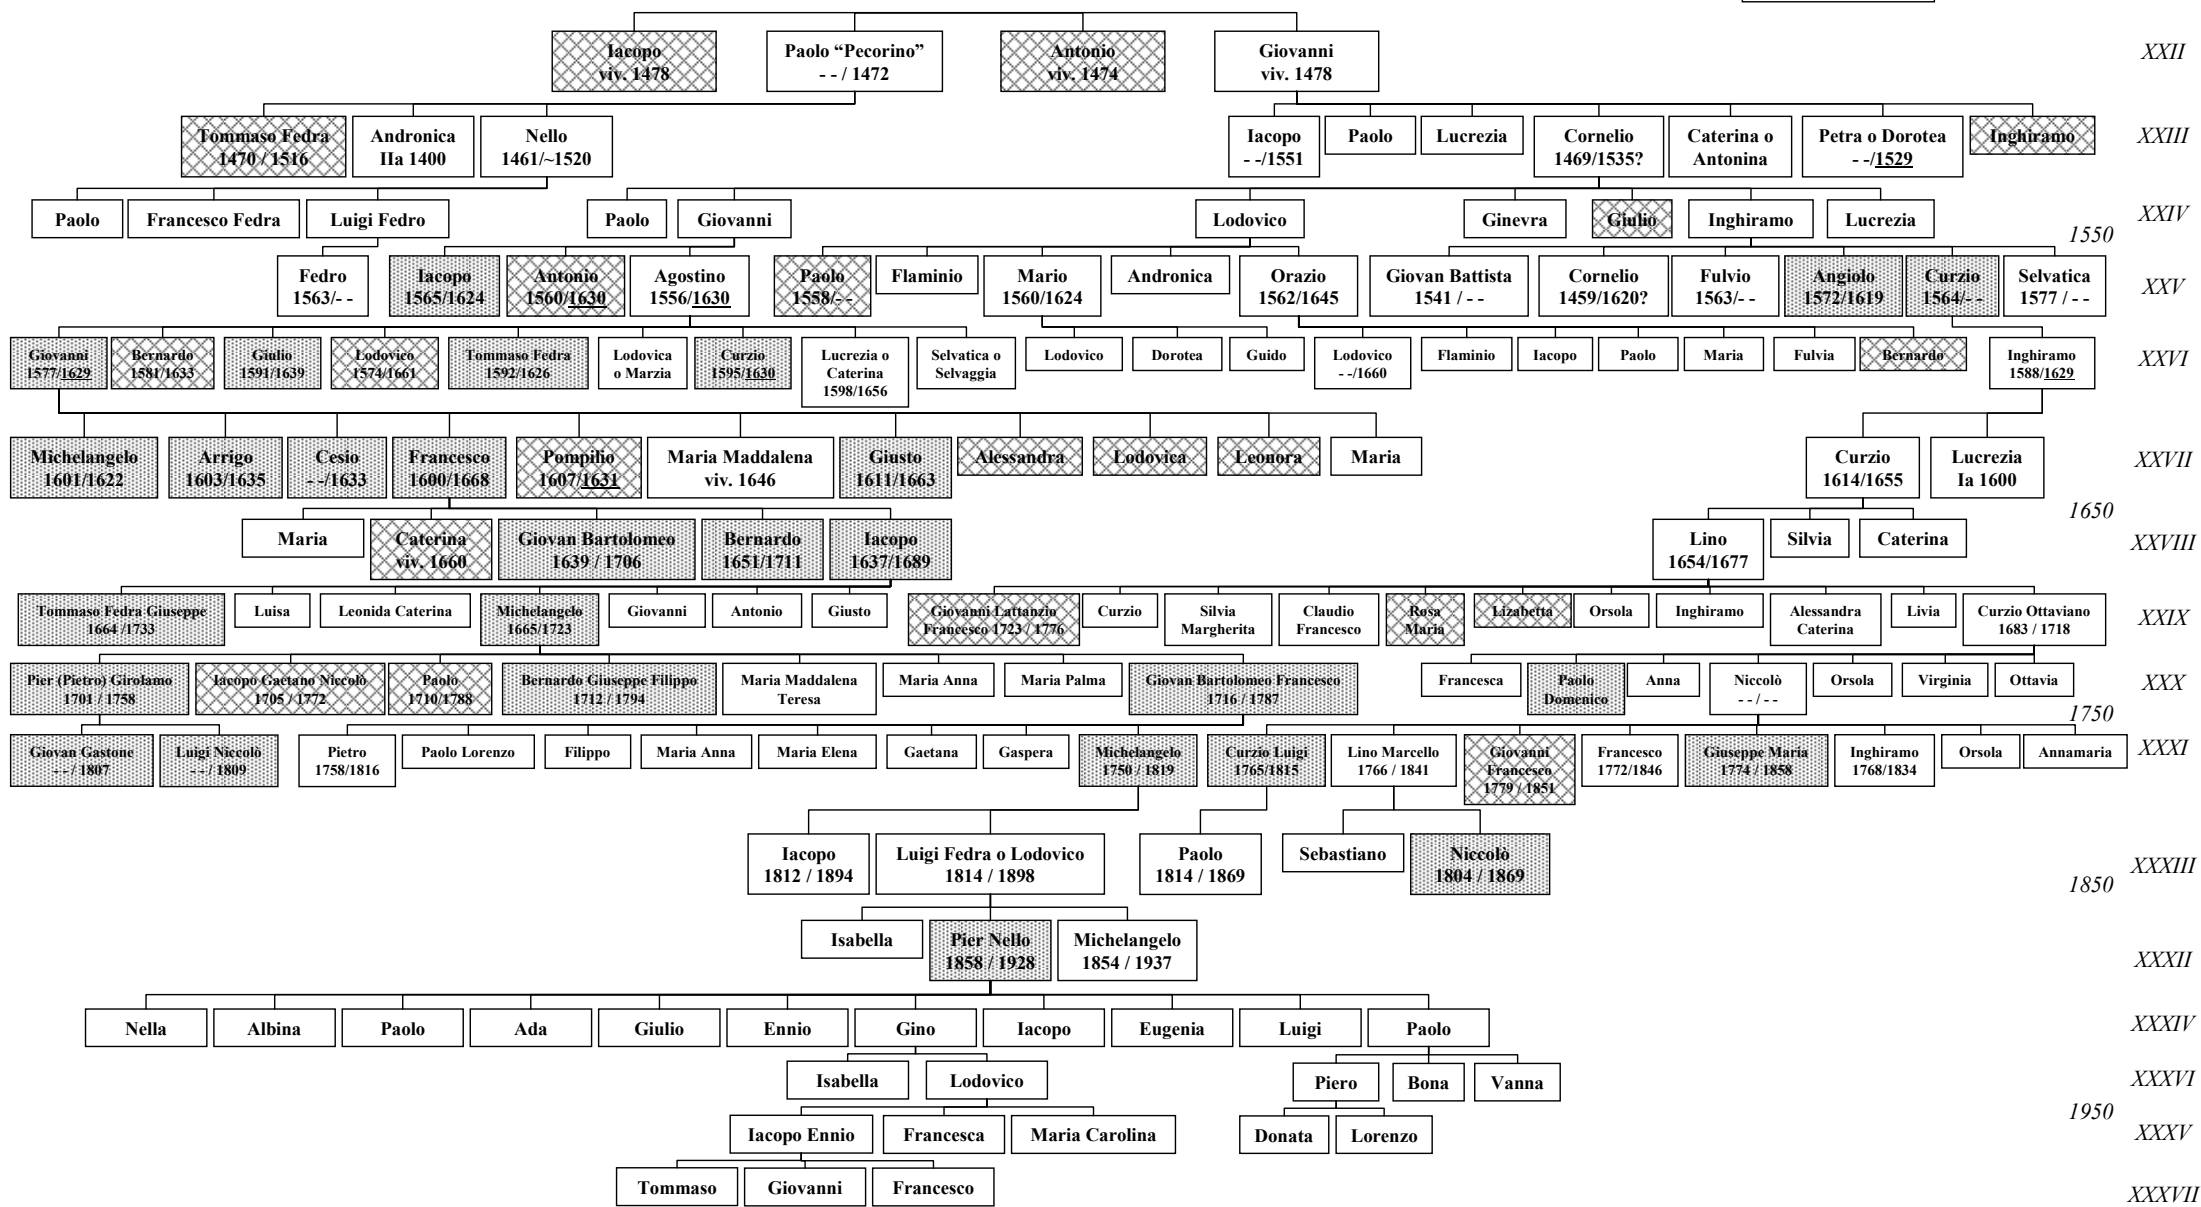 Iacopo
viv. 1478
Paolo “Pecorino”
- - / 1472
Antonio
viv. 1474
Giovanni
viv. 1478
XXII
Tommaso Fedra
1470 / 1516
Andronica
IIa 1400
Nello
1461/~1520
Iacopo
- -/1551
Paolo
Lucrezia
Cornelio
1469/1535?
Caterina o
Antonina
Petra o Dorotea
- -/1529
Inghiramo
XXIII
Paolo
Francesco Fedra
Luigi Fedro
Paolo
Giovanni
Lodovico
Ginevra
Giulio
Inghiramo
Lucrezia
XXIV
1550
Fedro
1563/- -
Iacopo
1565/1624
Antonio
1560/1630
Agostino
1556/1630
Paolo
1558/- -
Flaminio
Mario
1560/1624
Andronica
Orazio
1562/1645
Giovan Battista
1541 / - -
Cornelio
1459/1620?
Fulvio
1563/- -
Angiolo
1572/1619
Curzio
1564/- -
Selvatica
1577 / - -
XXV
Giovanni
1577/1629
Bernardo
1581/1633
Giulio
1591/1639
Lodovico
1574/1661
Tommaso Fedra
1592/1626
Lodovica
o Marzia
Curzio
1595/1630
Lucrezia o
Caterina
1598/1656
Selvatica o
Selvaggia
Lodovico
Dorotea
Guido
Lodovico
- -/1660
Flaminio
Iacopo
Paolo
Maria
Fulvia
Bernardo
Inghiramo
1588/1629
XXVI
Michelangelo
1601/1622
Arrigo
1603/1635
Cesio
- -/1633
Francesco
1600/1668
Pompilio
1607/1631
Maria Maddalena
viv. 1646
Giusto
1611/1663
Alessandra
Lodovica
Leonora
Maria
Curzio
1614/1655
Lucrezia
Ia 1600
XXVII
1650
Maria
Caterina
viv. 1660
Giovan Bartolomeo
1639 / 1706
Bernardo
1651/1711
Iacopo
1637/1689
Lino
1654/1677
Silvia
Caterina
XXVIII
Tommaso Fedra Giuseppe
1664 /1733
Luisa
Leonida Caterina
Michelangelo
1665/1723
Giovanni
Antonio
Giusto
Giovanni Lattanzio
Francesco 1723 / 1776
Curzio
Silvia
Margherita
Claudio
Francesco
Rosa
Maria
Lizabetta
Orsola
Inghiramo
Alessandra
Caterina
Livia
Curzio Ottaviano
1683 / 1718
XXIX
Pier (Pietro) Girolamo
1701 / 1758
Iacopo Gaetano Niccolò
1705 / 1772
Paolo
1710/1788
Bernardo Giuseppe Filippo
1712 / 1794
Maria Maddalena
Teresa
Maria Anna
Maria Palma
Giovan Bartolomeo Francesco
1716 / 1787
Francesca
Paolo
Domenico
Anna
Niccolò
- - / - -
Orsola
Virginia
Ottavia
XXX
1750
Giovan Gastone
- - / 1807
Luigi Niccolò
- - / 1809
Pietro
1758/1816
Paolo Lorenzo
Filippo
Maria Anna
Maria Elena
Gaetana
Gaspera
Michelangelo
1750 / 1819
Curzio Luigi
1765/1815
Lino Marcello
1766 / 1841
Giovanni
Francesco
1779 / 1851
Francesco
1772/1846
Giuseppe Maria
1774 / 1858
Inghiramo
1768/1834
Orsola
Annamaria
XXXI
Iacopo
1812 / 1894
Luigi Fedra o Lodovico
1814 / 1898
Paolo
1814 / 1869
Sebastiano
Niccolò
1804 / 1869
XXXIII
1850
Isabella
Pier Nello
1858 / 1928
Michelangelo
1854 / 1937
XXXII
Nella
Albina
Paolo
Ada
Giulio
Ennio
Gino
Iacopo
Eugenia
Luigi
Paolo
XXXIV
Isabella
Lodovico
Piero
Bona
Vanna
XXXVI
1950
Iacopo Ennio
Francesca
Maria Carolina
Donata
Lorenzo
XXXV
Tommaso
Giovanni
Francesco
XXXVII